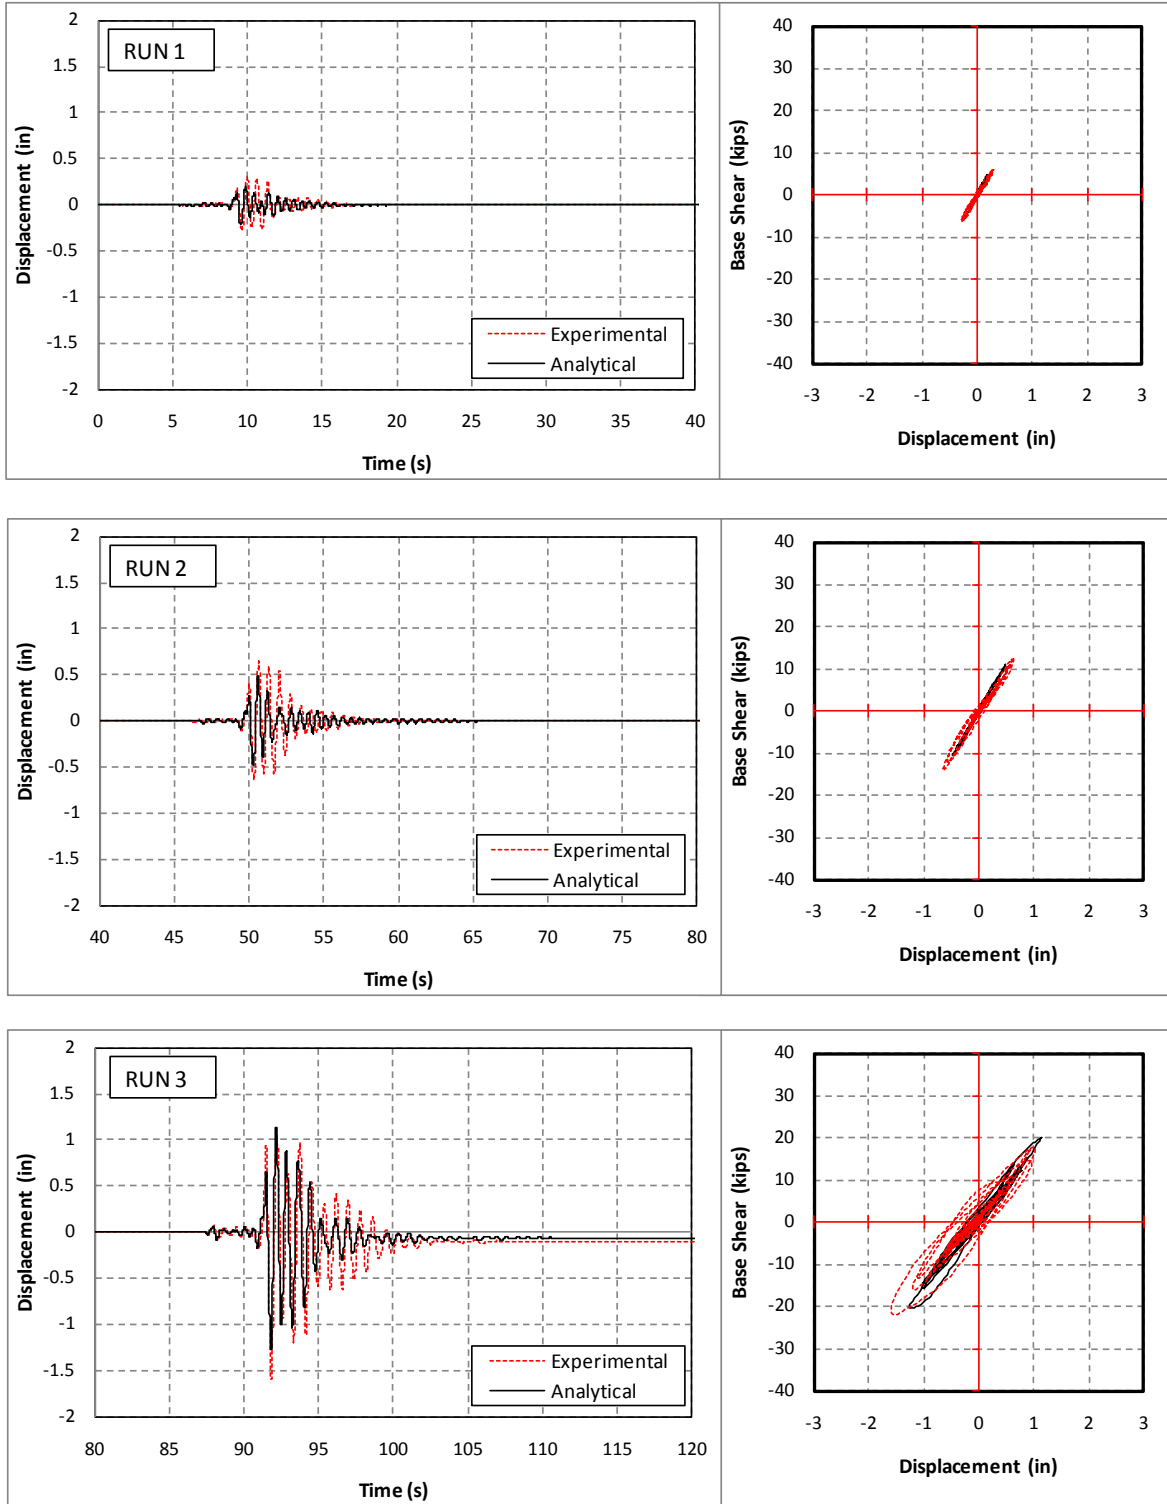 RUN 1
2
1.5
1
0.5
0
-0.5
-1
-1.5
-2
Displacement (in)
Experimental
Analytical
0 5 10 15 20 25 30 35 40
Time (s)
40
30
20
10
0
-10
-20
-30
-40
Base Shear (kips)
-3 -2 -1 0 1 2 3
Displacement (in)
RUN 2
2
1.5
1
0.5
0
-0.5
-1
-1.5
-2
Displacement (in)
Experimental
Analytical
40 45 50 55 60 65 70 75 80
Time (s)
40
30
20
10
0
-10
-20
-30
-40
Base Shear (kips)
-3 -2 -1 0 1 2 3
Displacement (in)
RUN 3
2
1.5
1
0.5
0
-0.5
-1
-1.5
-2
Displacement (in)
Experimental
Analytical
80 85 90 95 100 105 110 115 120
Time (s)
40
30
20
10
0
-10
-20
-30
-40
Base Shear (kips)
-3 -2 -1 0 1 2 3
Displacement (in)